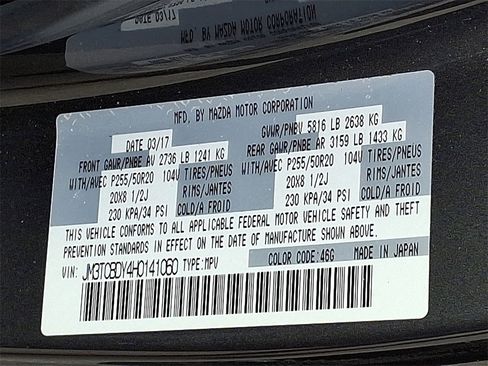 MFD. BY MAZDA MOTOR CORPORATION
DATE 03/17
GWWR/PNBV 5816 LB 2638 KG
FRONT GAWR/PNBE AV 2736 LB 1241 KG
WITH/AVEC P255/50R20 104V TIRES/PNEUS
20X8 1/2J RIMS/JANTES
230 KPA/34 PSI COLD/A FROID
REAR GAWR/PNBE AR 3159 LB 1433 KG
WITH/AVEC P255/50R20 104V TIRES/PNEUS
20X8 1/2J RIMS/JANTES
230 KPA/34 PSI COLD/A FROID
THIS VEHICLE CONFORMS TO ALL APPLICABLE FEDERAL MOTOR VEHICLE SAFETY AND THEFT
PREVENTION STANDARDS IN EFFECT ON THE DATE OF MANUFACTURE SHOWN ABOVE.
VIN: JM3TCBDY4H0141060 TYPE:MPV
COLOR CODE:46G MADE IN JAPAN